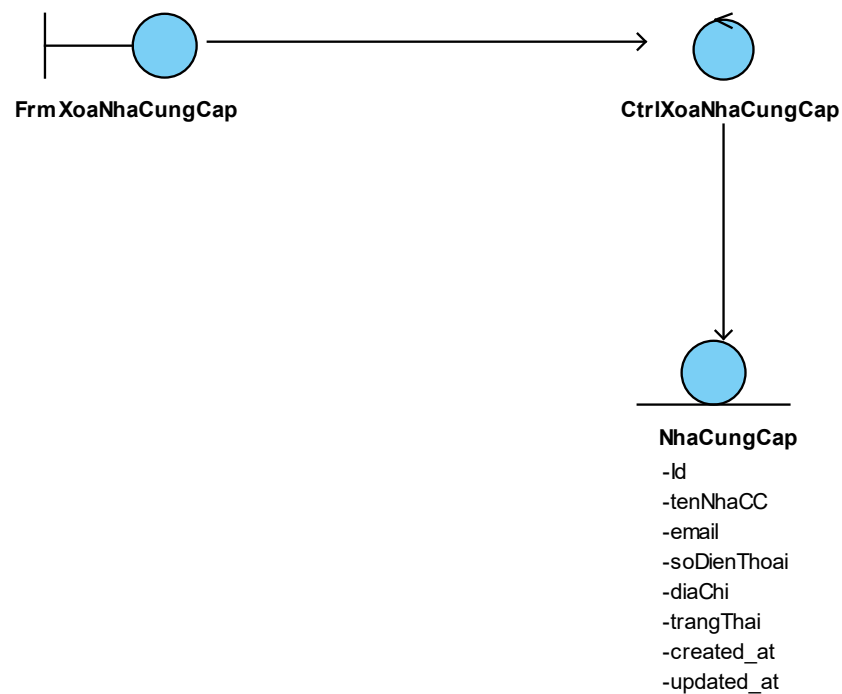 FrmXoaNhaCungCap
CtrlXoaNhaCungCap
NhaCungCap
-Id
-tenNhaCC
-email
-soDienThoai
-diaChi
-trangThai
-created_at
-updated_at